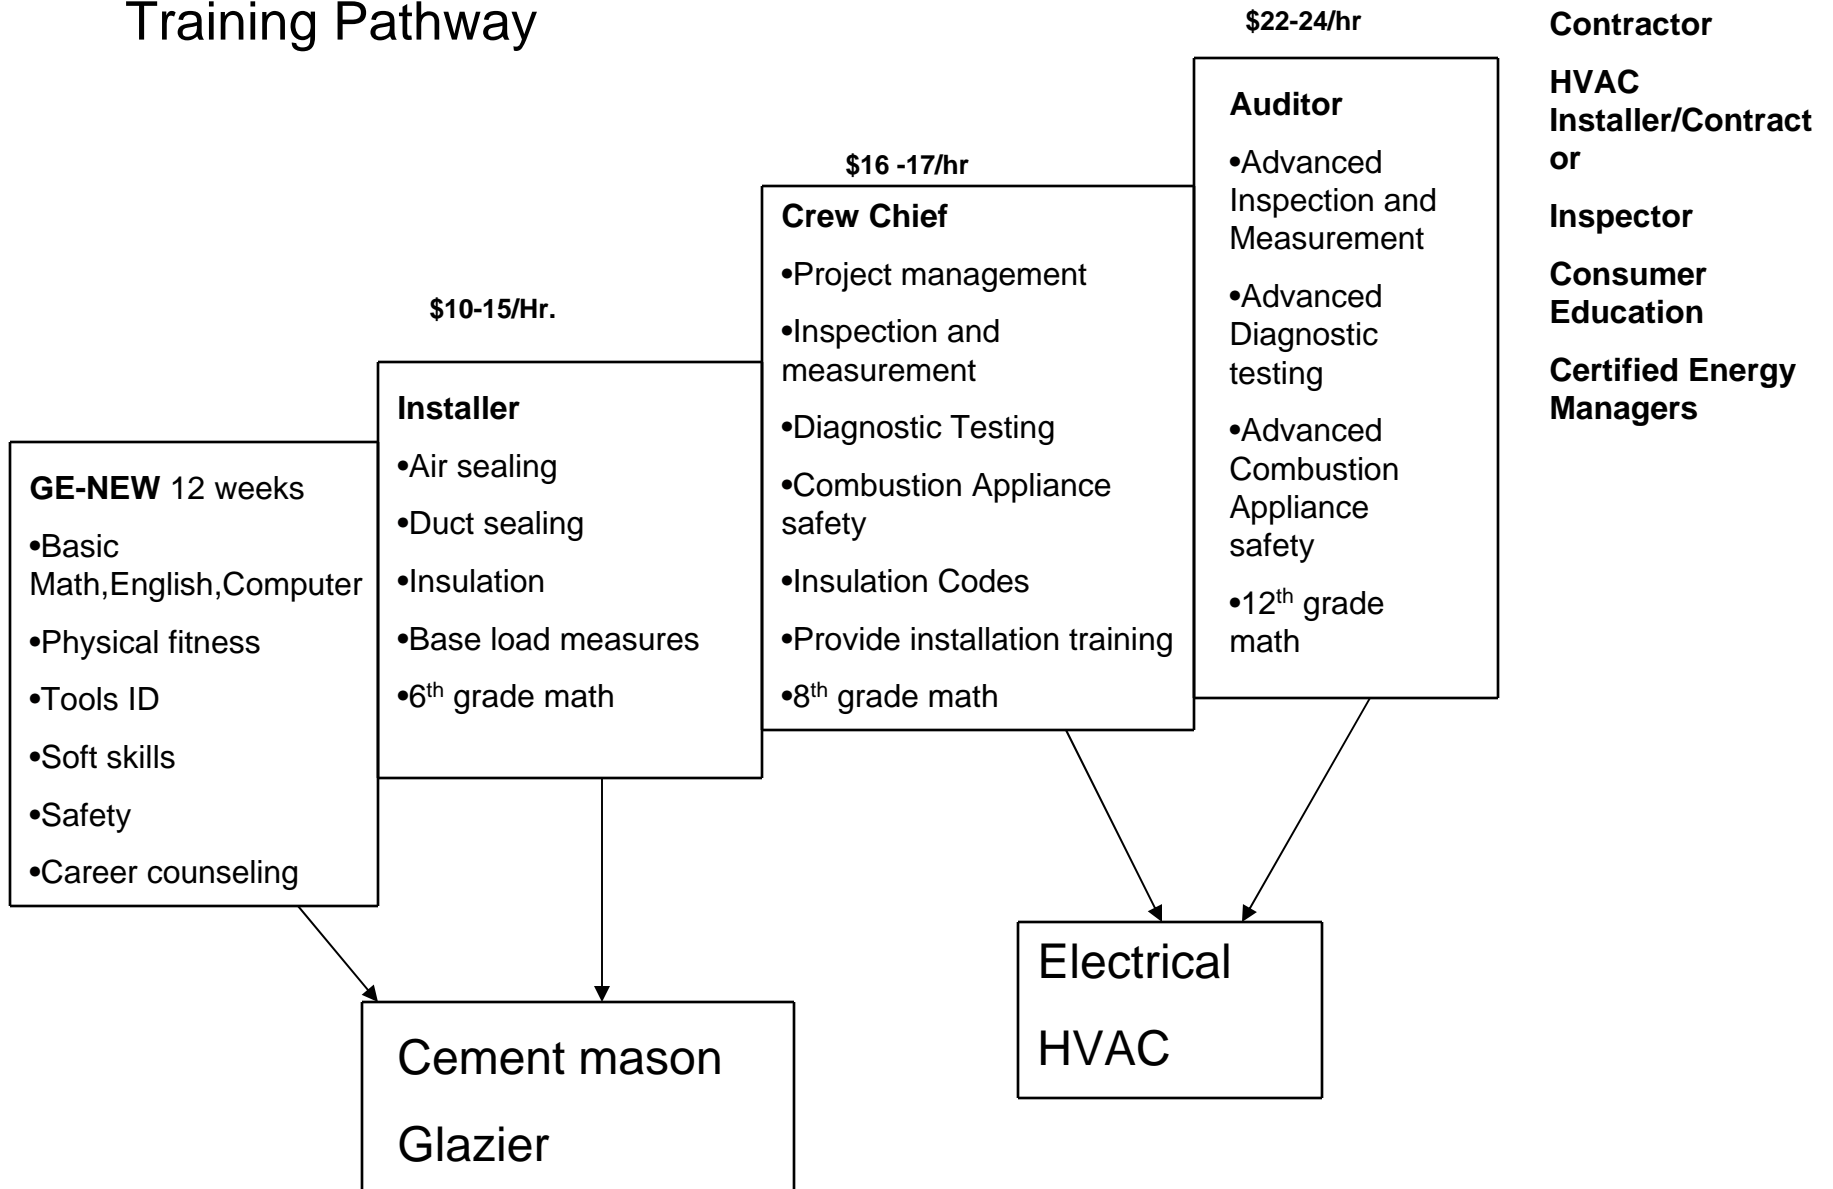 Training Pathway
GE-NEW 12 weeks
•Basic
Math,English,Computer
•Physical fitness
•Tools ID
•Soft skills
•Safety
•Career counseling
$10-15/Hr.
Installer
•Air sealing
•Duct sealing
•Insulation
•Base load measures
•6th grade math
$16 -17/hr
Crew Chief
•Project management
•Inspection and
measurement
•Diagnostic Testing
•Combustion Appliance
safety
•Insulation Codes
•Provide installation training
•8th grade math
$22-24/hr
Auditor
•Advanced
Inspection and
Measurement
•Advanced
Diagnostic
testing
•Advanced
Combustion
Appliance
safety
•12th grade
math
Contractor
HVAC
Installer/Contract
or
Inspector
Consumer
Education
Certified Energy
Managers
Cement mason
Glazier
Electrical
HVAC